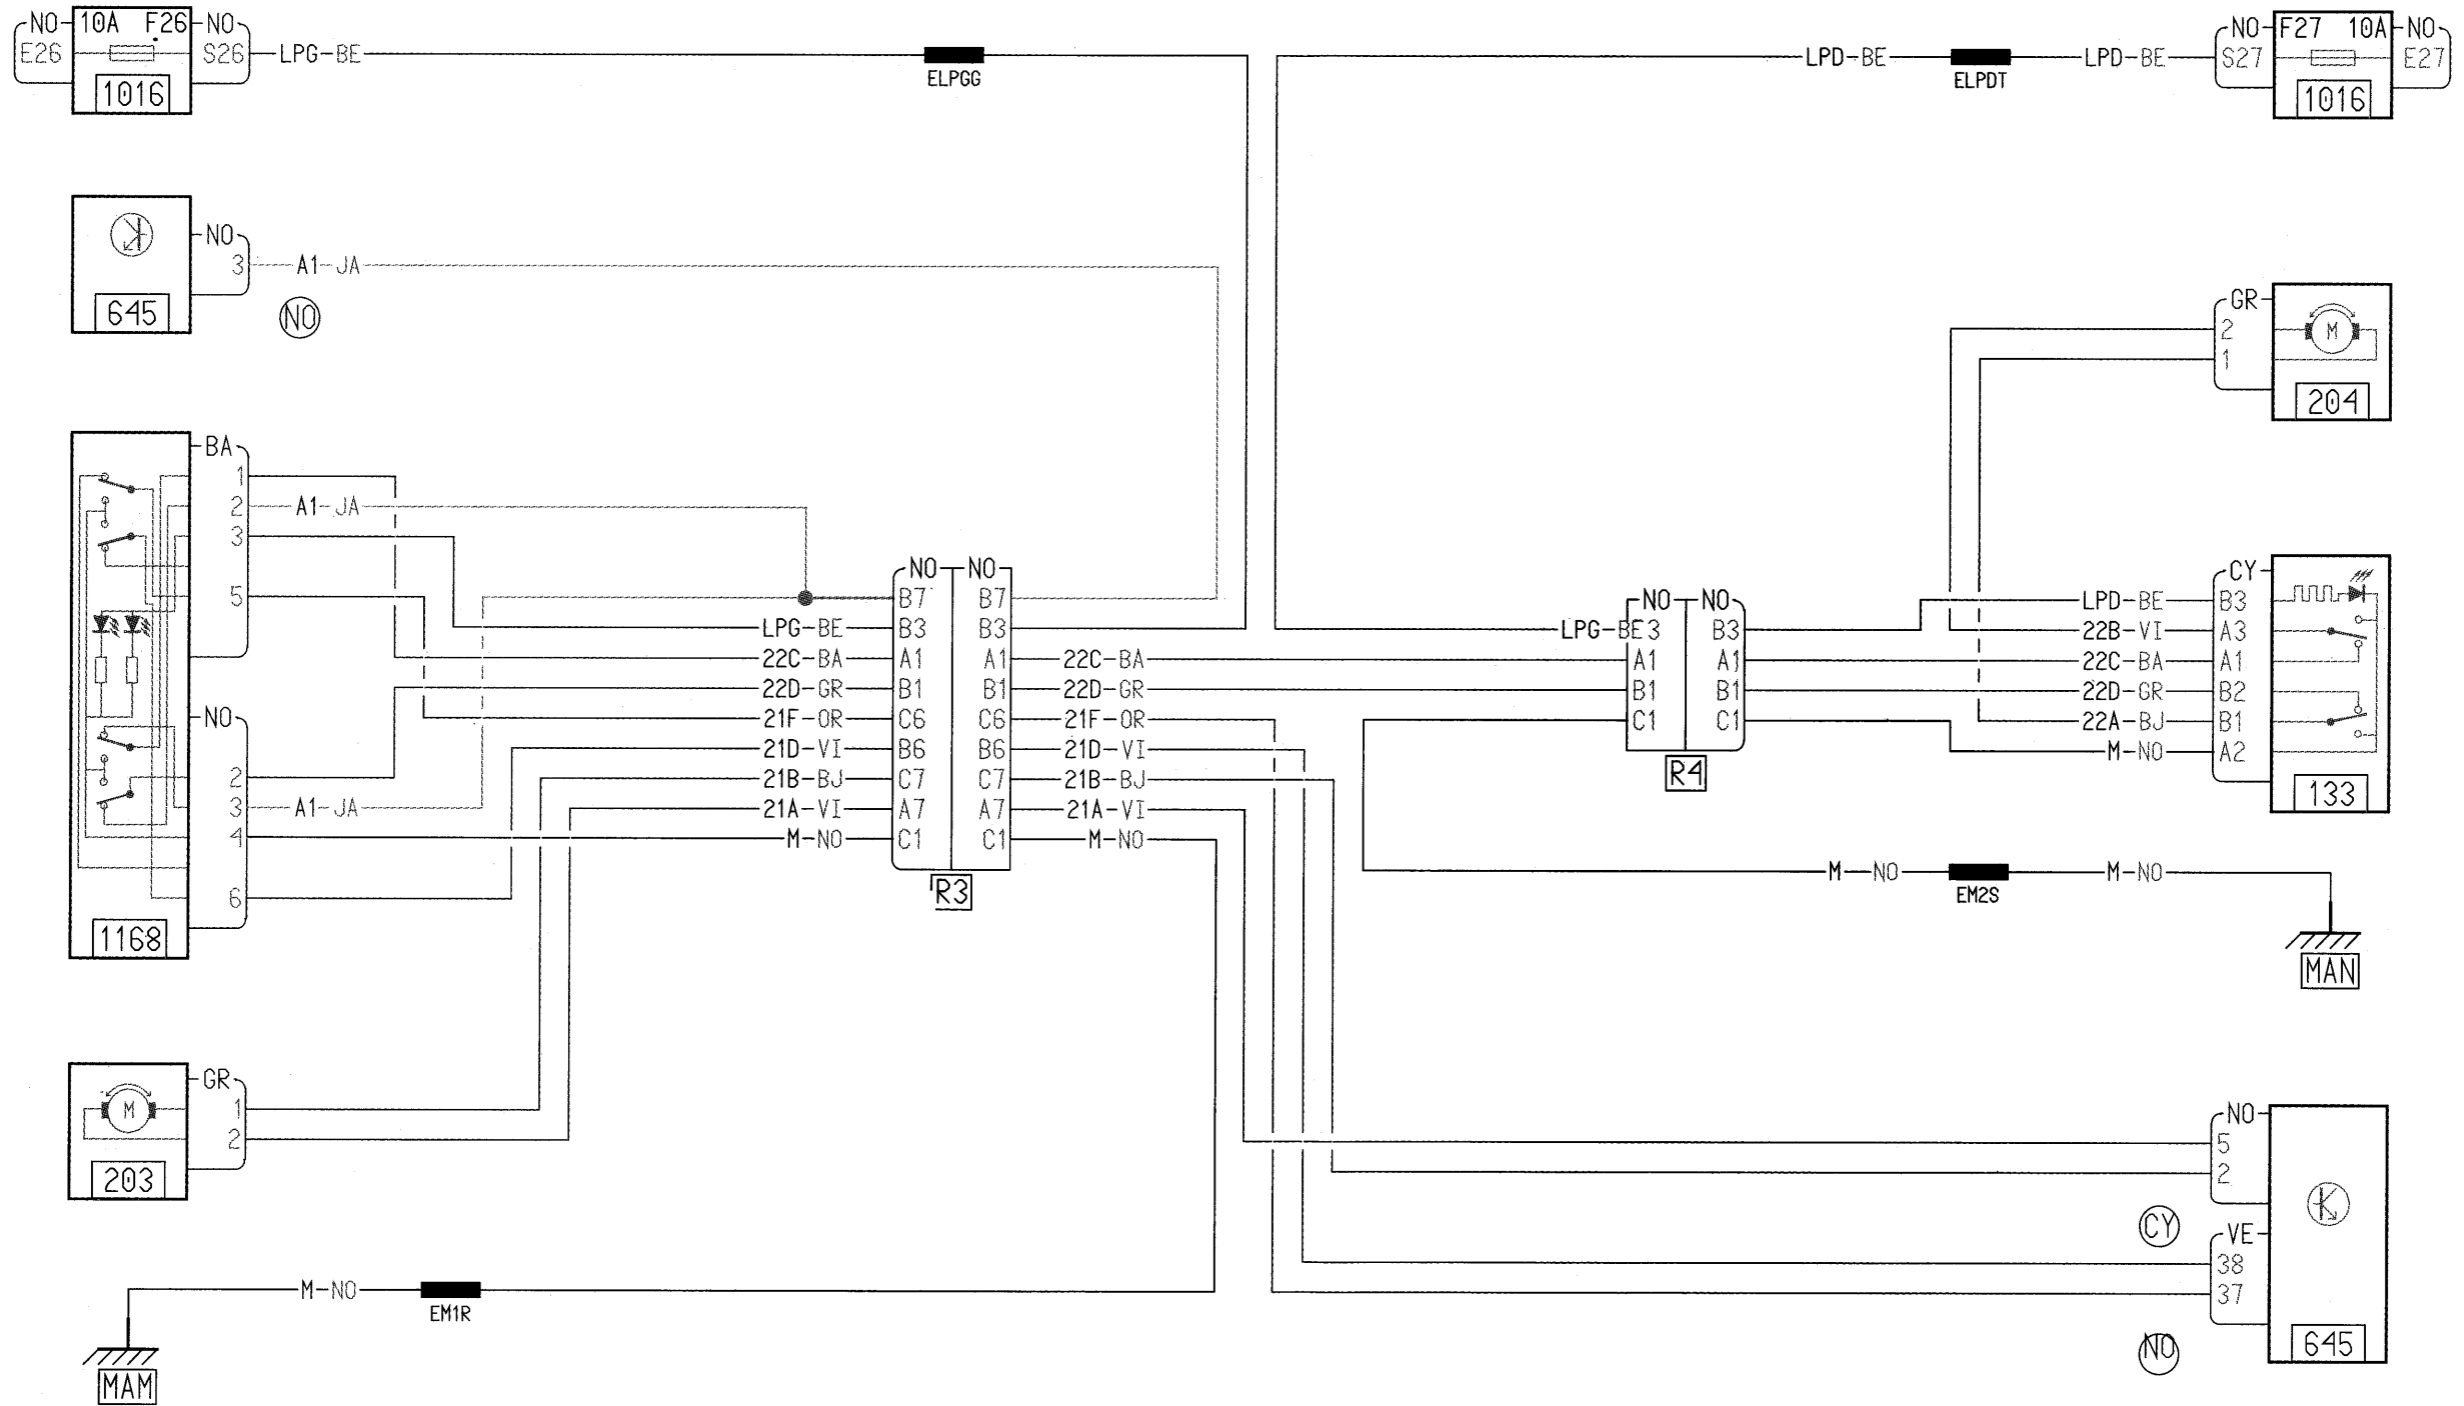 NO 10A F26 NO
E26 S26 LPG-BE
1016
ELPGG
NO F27 10A NO
LPD-BE LPD-BE S27 E27
ELPDT
1016
NO
3 A1-JA
645
NO
GR
2
M
1
204
BA
1
2 A1-JA
3
5
NO
2
3 A1-JA
4
6
1168
NO NO
B7 B7
LPG-BE B3 B3
22C-BA A1 A1 22C-BA
22D-GR B1 B1 22D-GR
21F-OR C6 C6 21F-OR
21D-VI B6 B6 21D-VI
21B-BJ C7 C7 21B-BJ
21A-VI A7 A7 21A-VI
M-NO C1 C1 M-NO
R3
NO NO
LPG-BE3 B3
A1 A1
B1 B1
C1 C1
R4
CY
LPD-BE B3
22B-VI A3
22C-BA A1
22D-GR B2
22A-BJ B1
M-NO A2
133
M-NO M-NO
EM2S
MAN
GR
M 1
2
203
M-NO
EM1R
MAM
NO
5
2
CY
VE
38
37
NO
645